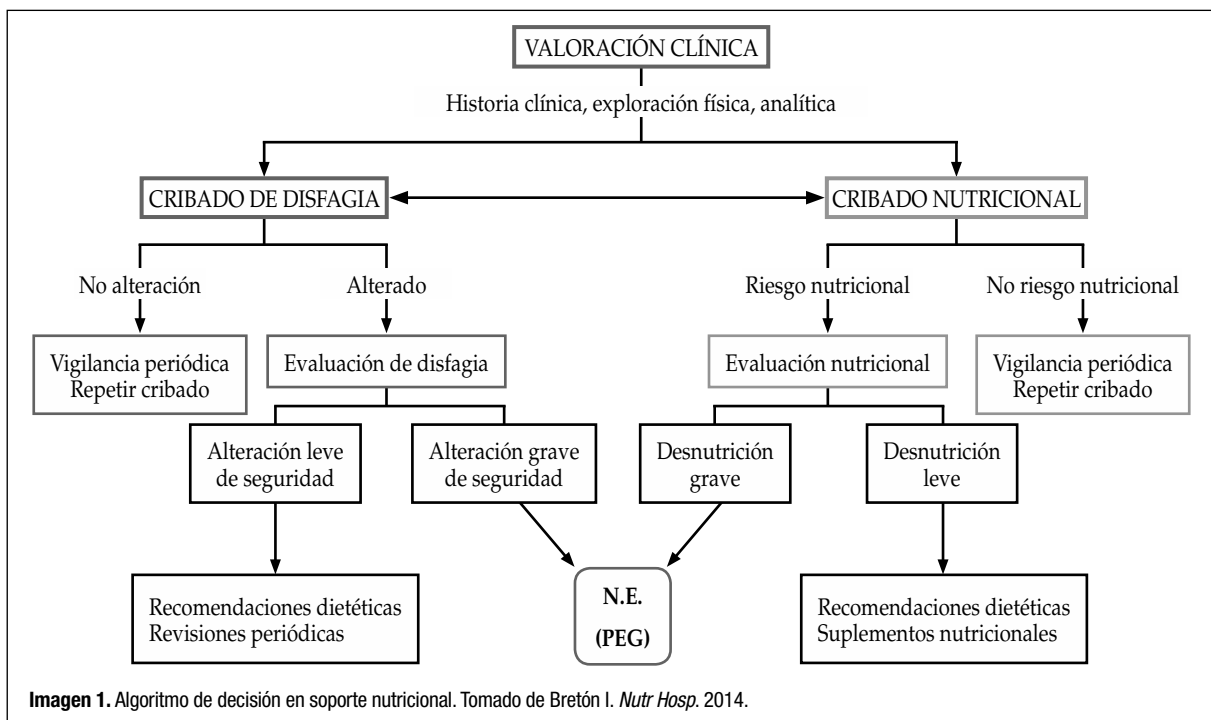 VALORACIÓN CLÍNICA
Historia clínica, exploración física, analítica
CRIBADO DE DISFAGIA
CRIBADO NUTRICIONAL
No alteración
Alterado
Riesgo nutricional
No riesgo nutricional
Vigilancia periódica
Repetir cribado
Evaluación de disfagia
Evaluación nutricional
Vigilancia periódica
Repetir cribado
Alteración leve
de seguridad
Alteración grave
de seguridad
Desnutrición
grave
Desnutrición
leve
Recomendaciones dietéticas
Revisiones periódicas
N.E.
(PEG)
Recomendaciones dietéticas
Suplementos nutricionales
Imagen 1. Algoritmo de decisión en soporte nutricional. Tomado de Bretón I. Nutr Hosp. 2014.